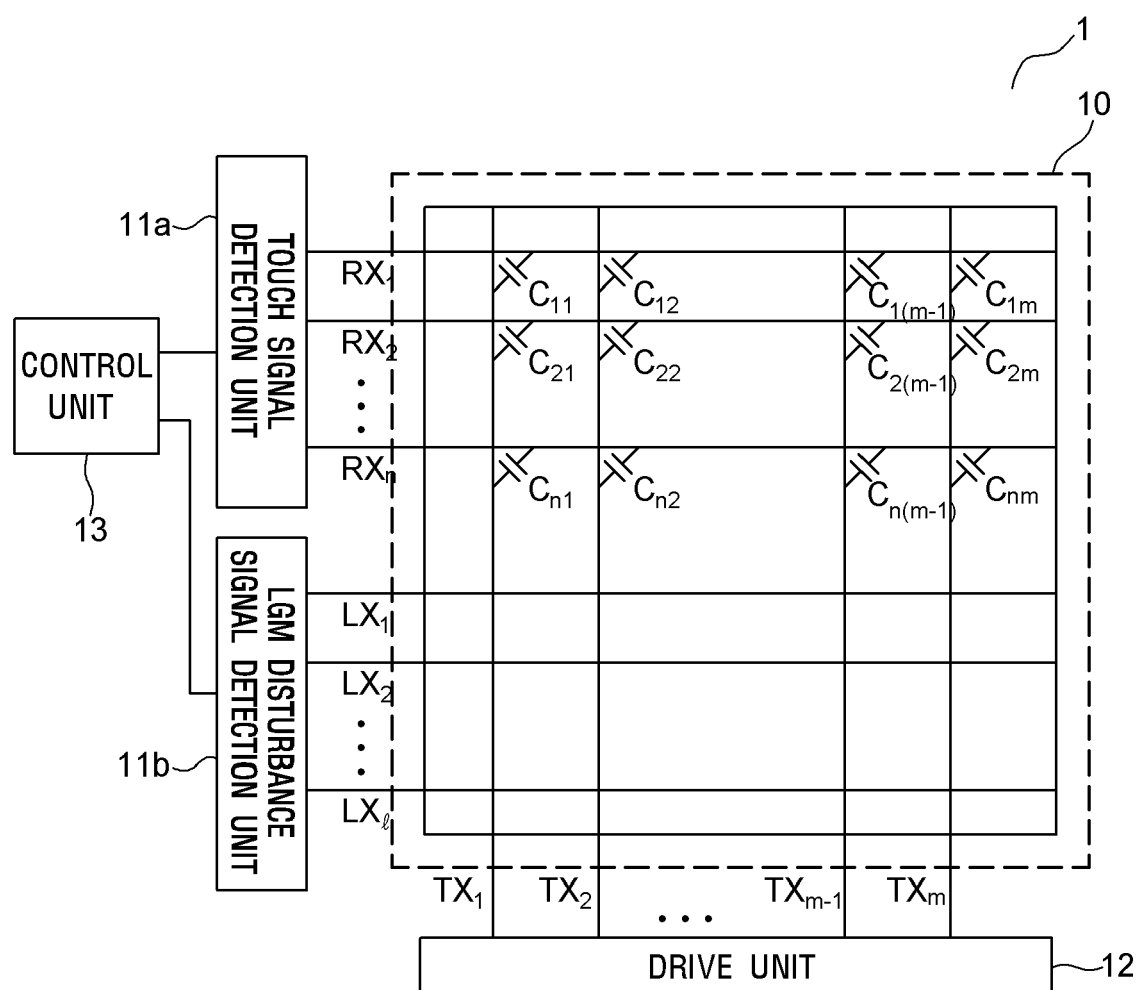 1
10
11a
TOUCH SIGNAL
DETECTION UNIT
RX₁
C₁₁
C₁₂
C₁₍ₘ₋₁₎
C₁ₘ
RX₂
C₂₁
C₂₂
C₂₍ₘ₋₁₎
C₂ₘ
CONTROL
UNIT
13
RXₙ
Cₙ₁
Cₙ₂
Cₙ₍ₘ₋₁₎
Cₙₘ
11b
LGM DISTURBANCE
SIGNAL DETECTION UNIT
LX₁
LX₂
LXℓ
TX₁
TX₂
...
TXₘ₋₁
TXₘ
DRIVE UNIT
12